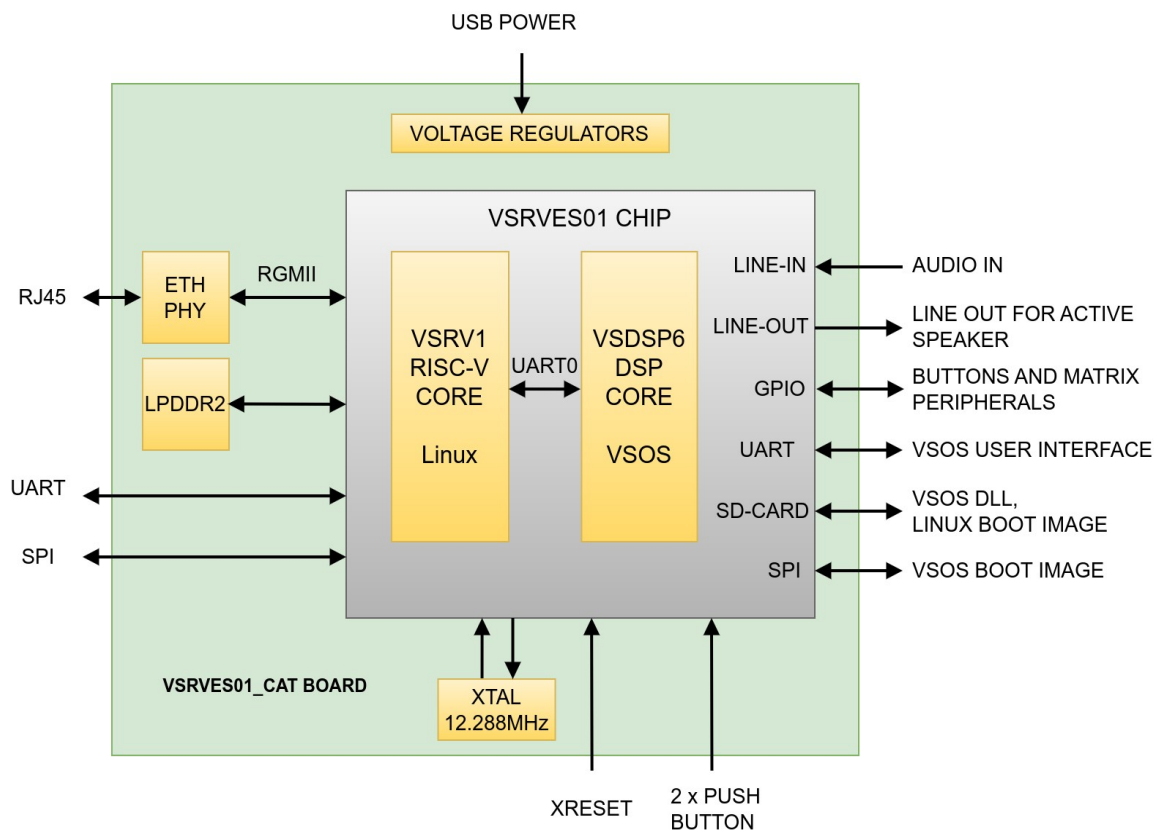 USB POWER
VOLTAGE REGULATORS
VSRVES01 CHIP
ETH
PHY
RGMII
RJ45
LPDDR2
UART
SPI
VSRV1
RISC-V
CORE
Linux
UART0
VSDSP6
DSP
CORE
VSOS
LINE-IN
AUDIO IN
LINE-OUT
LINE OUT FOR ACTIVE
SPEAKER
GPIO
BUTTONS AND MATRIX
PERIPHERALS
UART
VSOS USER INTERFACE
SD-CARD
VSOS DLL,
LINUX BOOT IMAGE
SPI
VSOS BOOT IMAGE
VSRVES01_CAT BOARD
XTAL
12.288MHz
XRESET
2 x PUSH
BUTTON